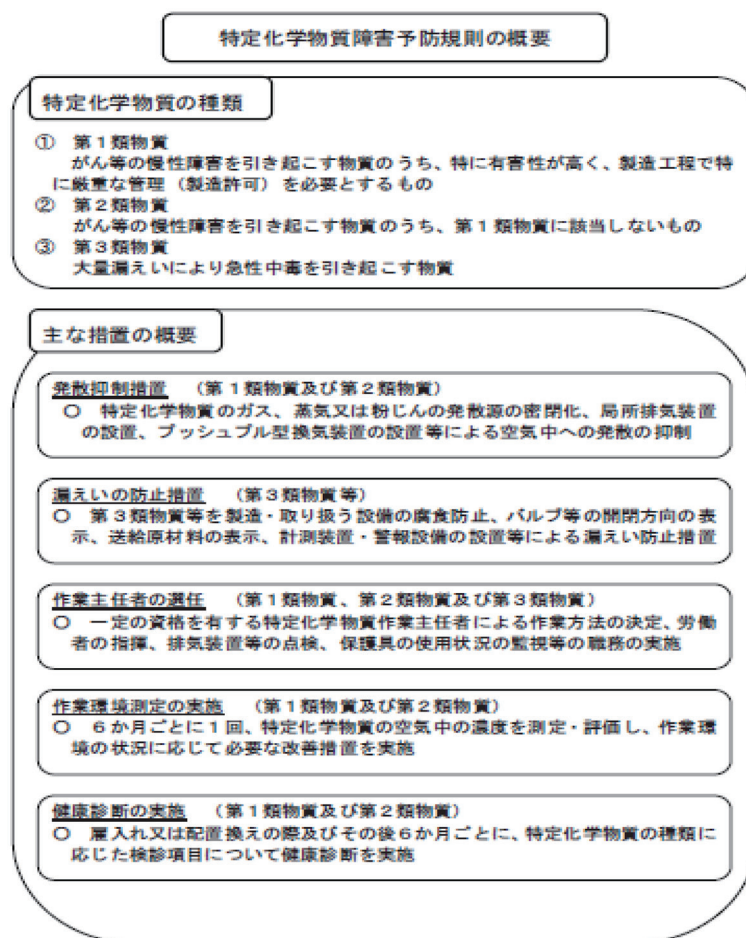 特定化学物質障害予防規則の概要
特定化学物質の種類
① 第1類物質
がん等の慢性障害を引き起こす物質のうち、特に有害性が高く、製造工程で特
に厳重な管理(製造許可)を必要とするもの
② 第2類物質
がん等の慢性障害を引き起こす物質のうち、第1類物質に該当しないもの
③ 第3類物質
大量漏えいにより急性中毒を引き起こす物質
主な措置の概要
発散抑制措置 (第1類物質及び第2類物質)
○ 特定化学物質のガス、蒸気又は粉じんの発散源の密閉化、局所排気装置
の設置、プッシュプル型換気装置の設置等による空気中への発散の抑制
漏えいの防止措置 (第3類物質等)
○ 第3類物質等を製造・取り扱う設備の腐食防止、バルブ等の開閉方向の表
示、送給原材料の表示、計測装置・警報設備の設置等による漏えい防止措置
作業主任者の選任 (第1類物質、第2類物質及び第3類物質)
○ 一定の資格を有する特定化学物質作業主任者による作業方法の決定、労働
者の指揮、排気装置等の点検、保護具の使用状況の監視等の職務の実施
作業環境測定の実施 (第1類物質及び第2類物質)
○ 6か月ごとに1回、特定化学物質の空気中の濃度を測定・評価し、作業環
境の状況に応じて必要な改善措置を実施
健康診断の実施 (第1類物質及び第2類物質)
○ 雇入れ又は配置換えの際及びその後6か月ごとに、特定化学物質の種類に
応じた検診項目について健康診断を実施